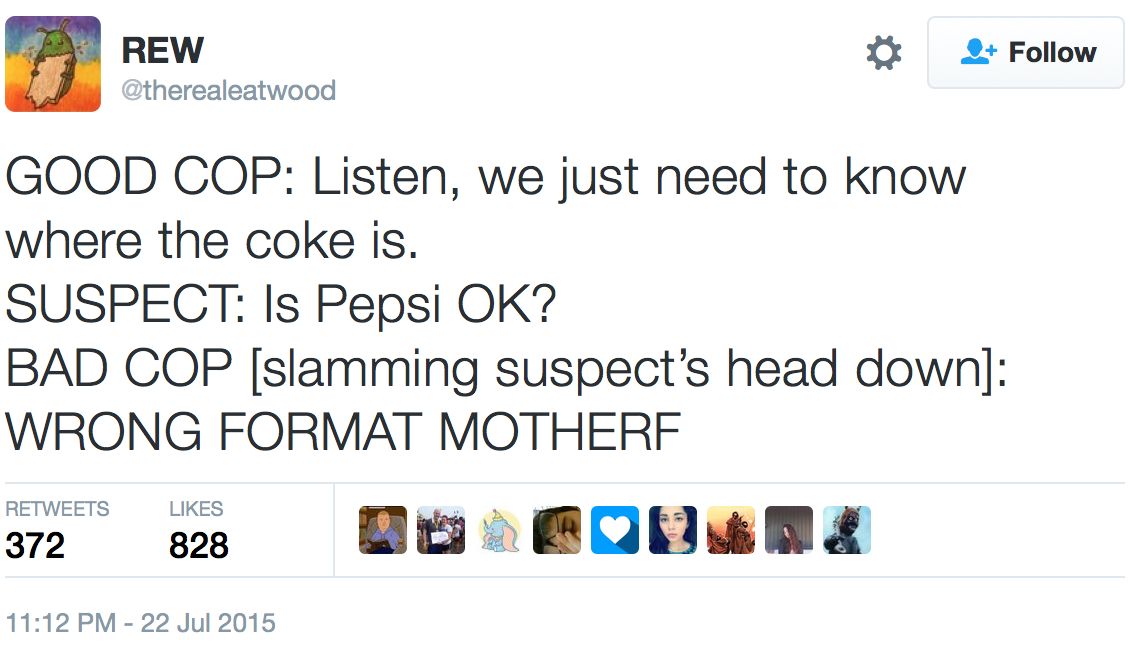 REW
@therealeatwood
Follow
GOOD COP: Listen, we just need to know
where the coke is.
SUSPECT: Is Pepsi OK?
BAD COP [slamming suspect’s head down]:
WRONG FORMAT MOTHERF
RETWEETS
LIKES
372
828
11:12 PM - 22 Jul 2015